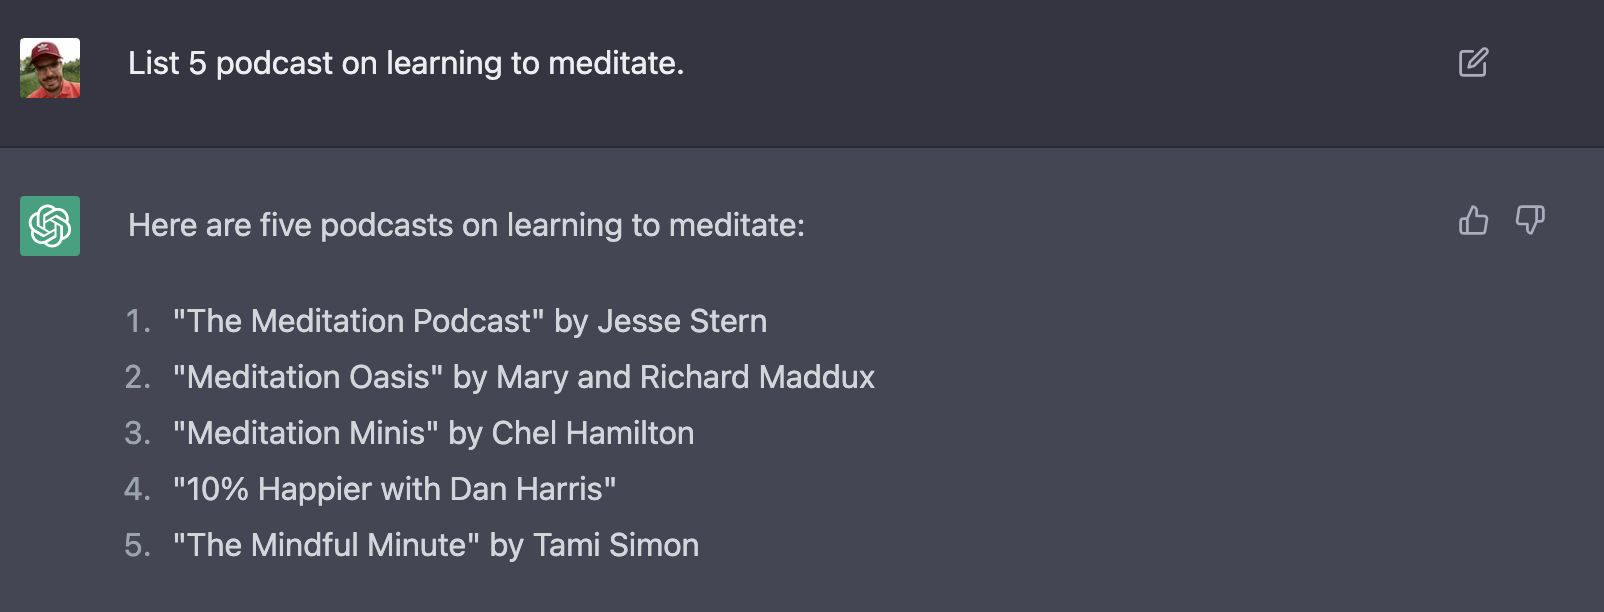 List 5 podcast on learning to meditate.
Here are five podcasts on learning to meditate:
1. "The Meditation Podcast" by Jesse Stern
2. "Meditation Oasis" by Mary and Richard Maddux
3. "Meditation Minis" by Chel Hamilton
4. "10% Happier with Dan Harris"
5. "The Mindful Minute" by Tami Simon